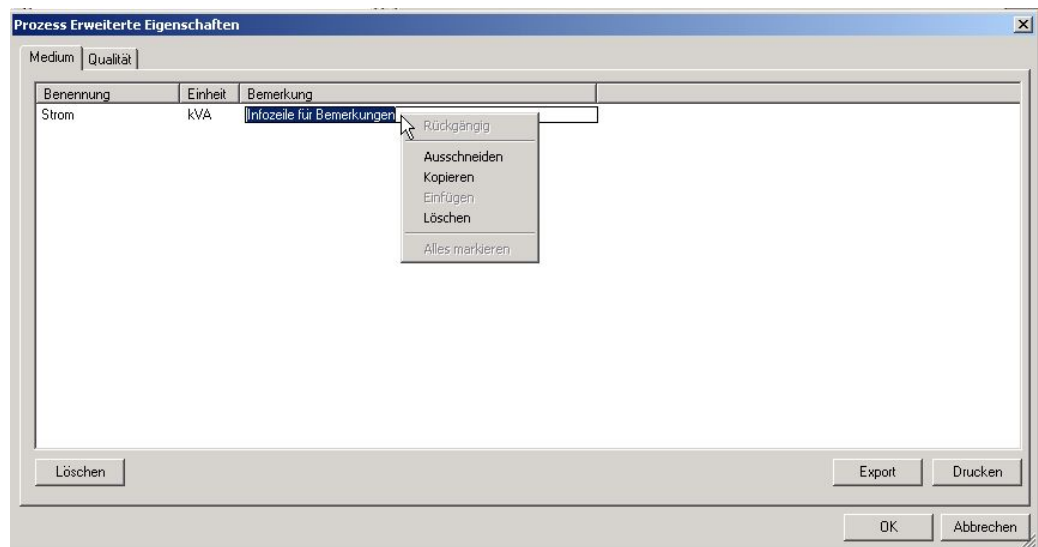 Prozess Erweiterte Eigenschaften
Medium Qualität
Benennung Einheit Bemerkung
Strom kVA Infozeile für Bemerkungen
Rückgängig
Ausschneiden
Kopieren
Einfügen
Löschen
Alles markieren
Löschen Export Drucken
OK Abbrechen